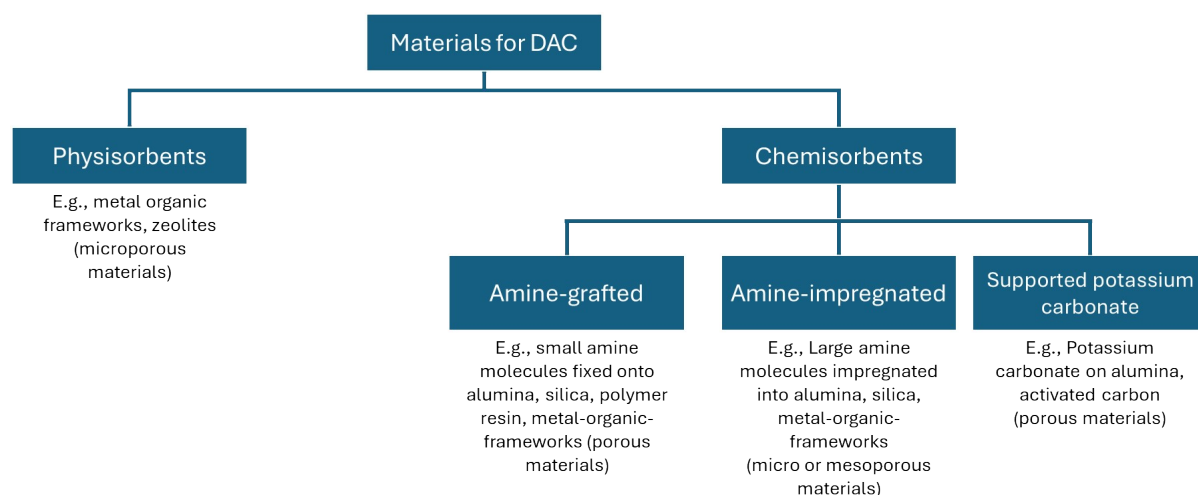 Materials for DAC
Physisorbents
E.g., metal organic
frameworks, zeolites
(microporous
materials)
Chemisorbents
Amine-grafted
E.g., small amine
molecules fixed onto
alumina, silica, polymer
resin, metal-organic-
frameworks (porous
materials)
Amine-impregnated
E.g., Large amine
molecules impregnated
into alumina, silica,
metal-organic-
frameworks
(micro or mesoporous
materials)
Supported potassium
carbonate
E.g., Potassium
carbonate on alumina,
activated carbon
(porous materials)